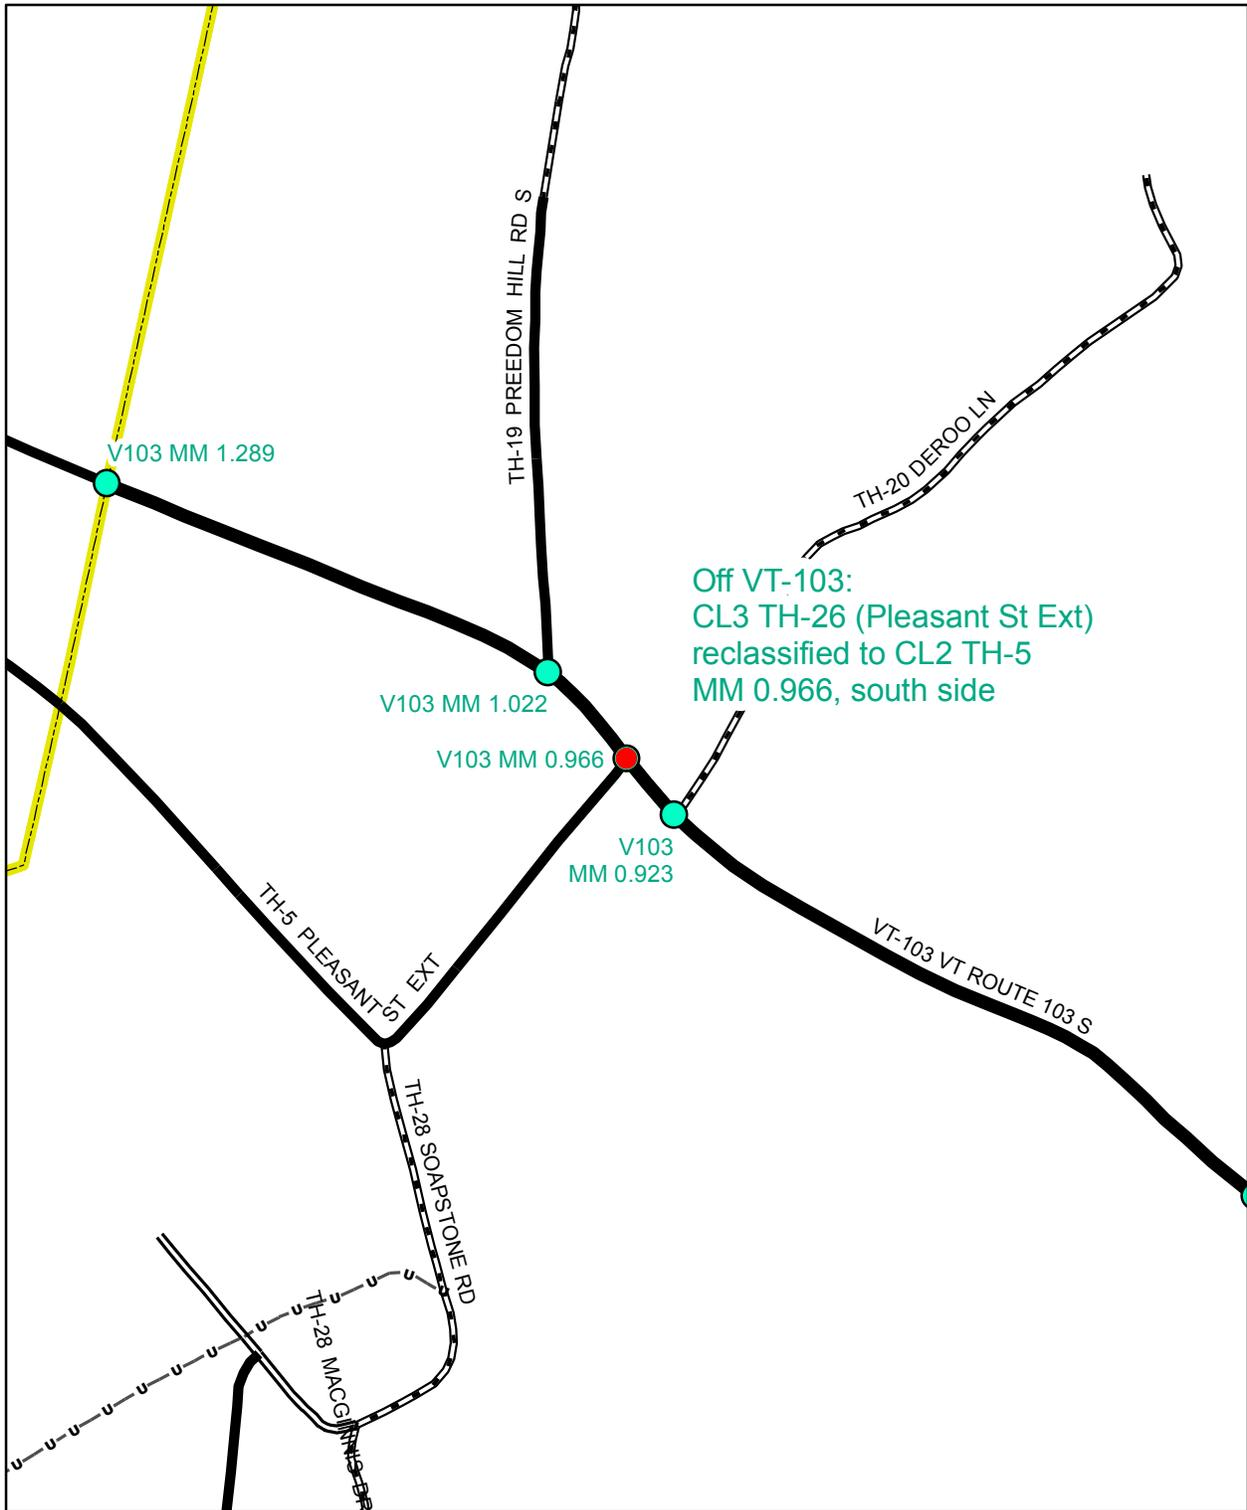 TH-19 PREEDOM HILL RD S
V103 MM 1.289
TH-20 DEROO LN
Off VT-103:
CL3 TH-26 (Pleasant St Ext)
reclassified to CL2 TH-5
MM 0.966, south side
V103 MM 1.022
V103 MM 0.966
V103
MM 0.923
TH-5 PLEASANT ST EXT
VT-103 VT ROUTE 103 S
TH-28 SOAPSTONE RD
TH-28 MACGINNIS DR
U U U U U U U U U U U U